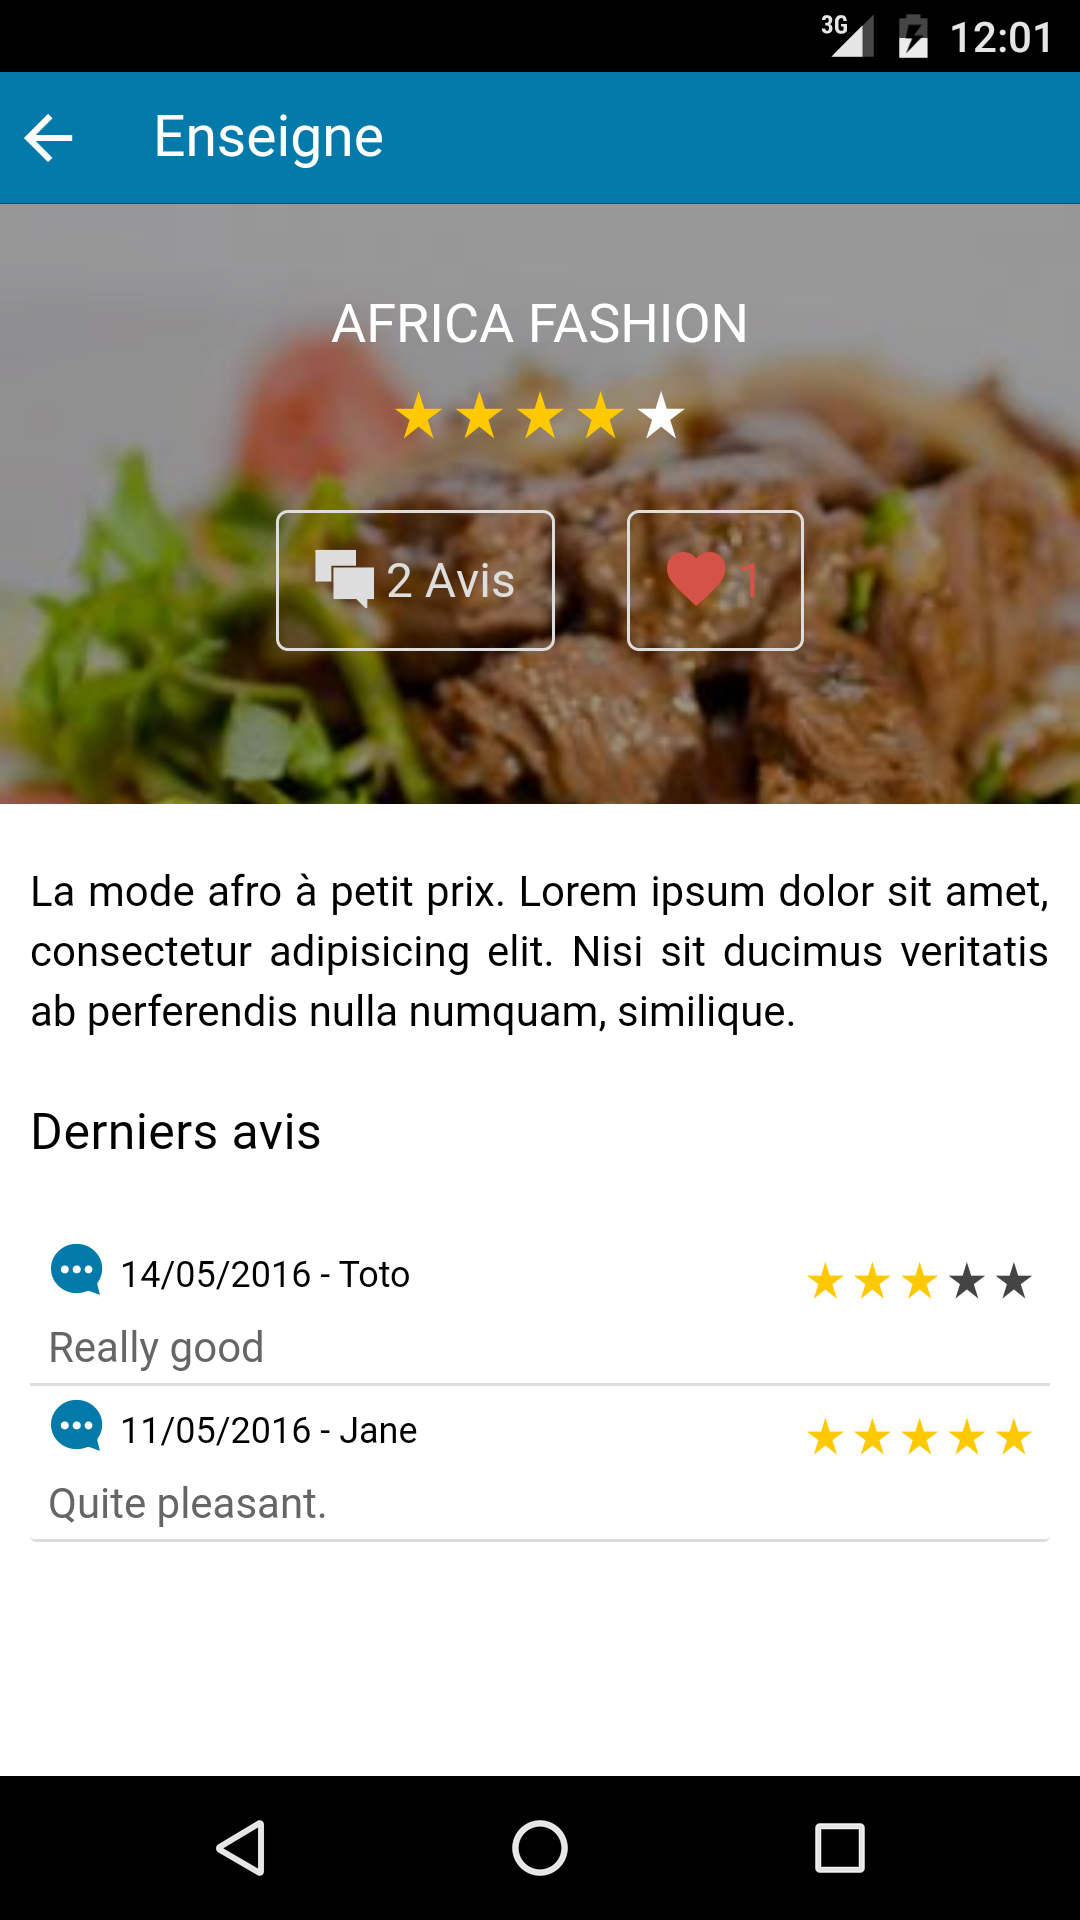 3G 12:01
Enseigne
AFRICA FASHION
2 Avis
1
La mode afro à petit prix. Lorem ipsum dolor sit amet,
consectetur adipisicing elit. Nisi sit ducimus veritatis
ab perferendis nulla numquam, similique.
Derniers avis
14/05/2016 - Toto
Really good
11/05/2016 - Jane
Quite pleasant.